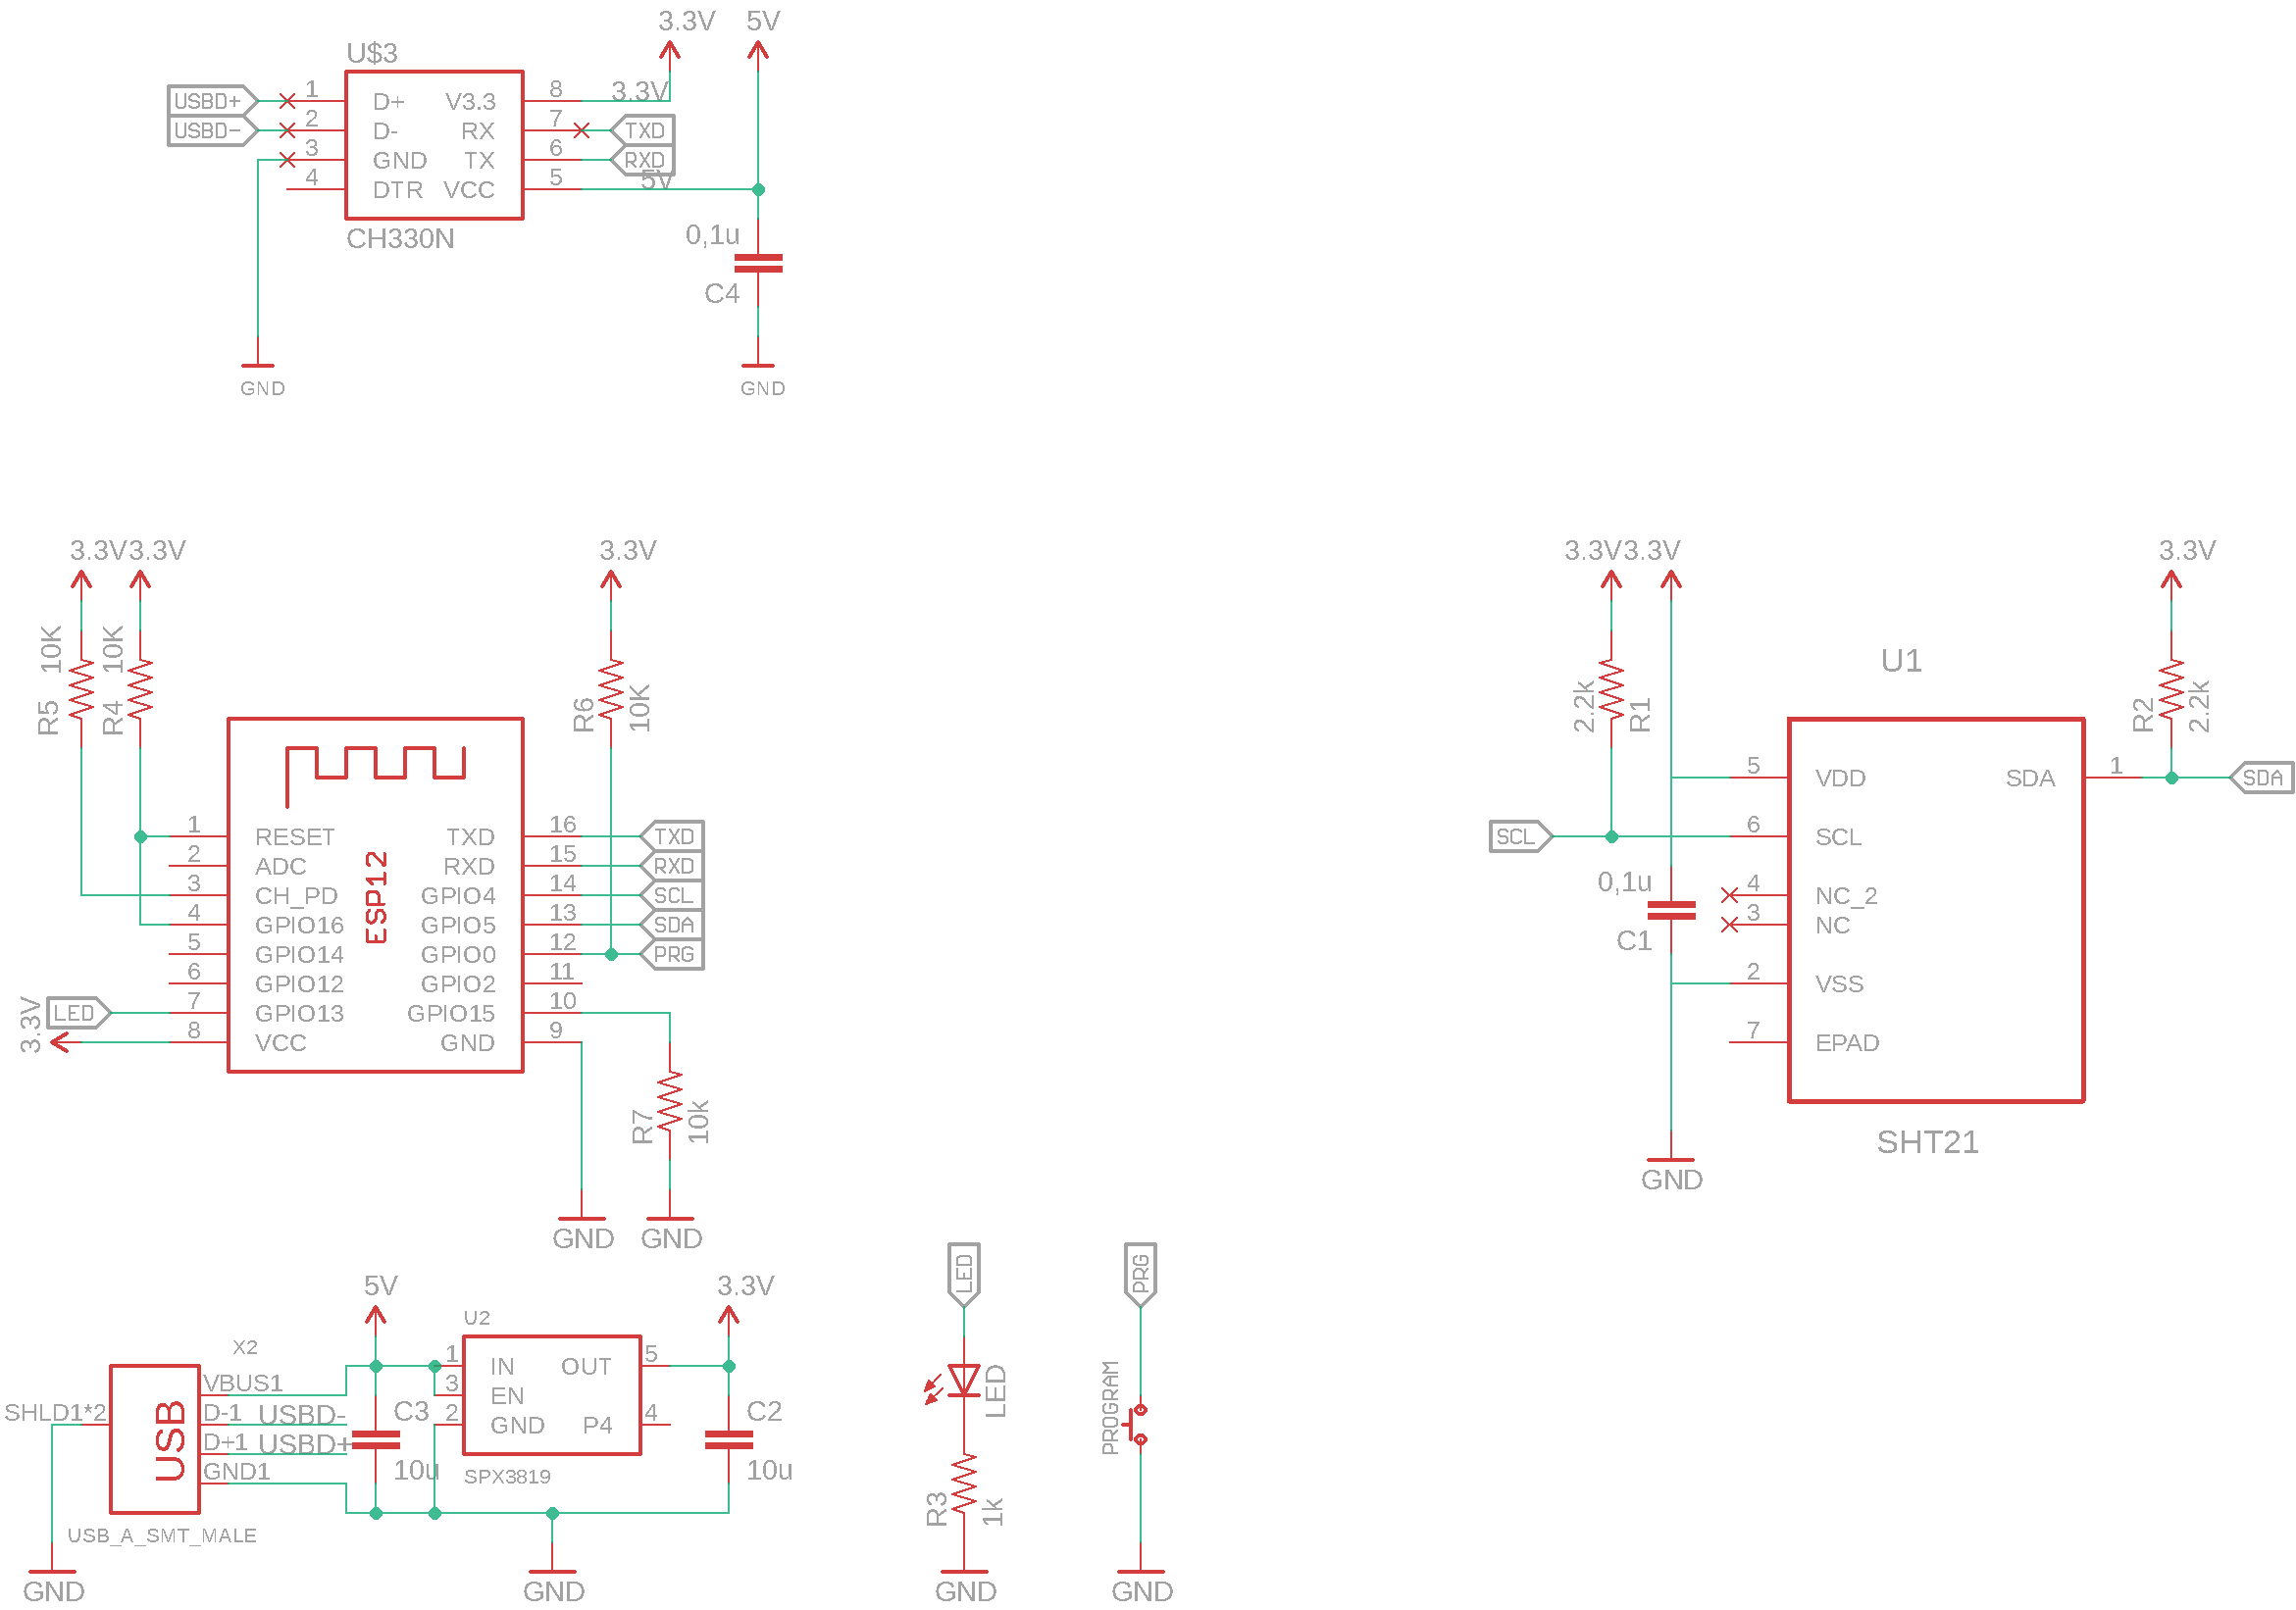 3.3V 5V
U$3
USBD+ 1 D+ V3.3 8 3.3V
USBD- 2 D- RX 7 TXD
3 GND TX 6 RXD
4 DTR VCC 5 5V
CH330N
0,1u
C4
GND GND
3.3V 3.3V 3.3V
R5 10K R4 10K R6 10K
1 RESET TXD 16 TXD
2 ADC RXD 15 RXD
3 CH_PD GPIO4 14 SCL
4 GPIO16 GPIO5 13 SDA
5 GPIO14 GPIO0 12 PRG
6 GPIO12 GPIO2 11
LED 7 GPIO13 GPIO15 10
3.3V 8 VCC GND 9
ESP12
R7 10k
GND GND
3.3V 3.3V 3.3V
U1
2.2k R1 R2 2.2k
5 VDD SDA 1 SDA
SCL 6 SCL
0,1u 4 NC_2
C1 3 NC
2 VSS
7 EPAD
GND
SHT21
5V 3.3V
U2
X2
VBUS1 1 IN OUT 5
SHLD1*2 D-1 USBD- 3 EN
D+1 USBD+ C3 2 GND P4 4 C2
GND1 10u 10u
USB
SPX3819
USB_A_SMT_MALE
GND GND
LED
LED
R3 1k
GND
PRG
PROGRAM
GND